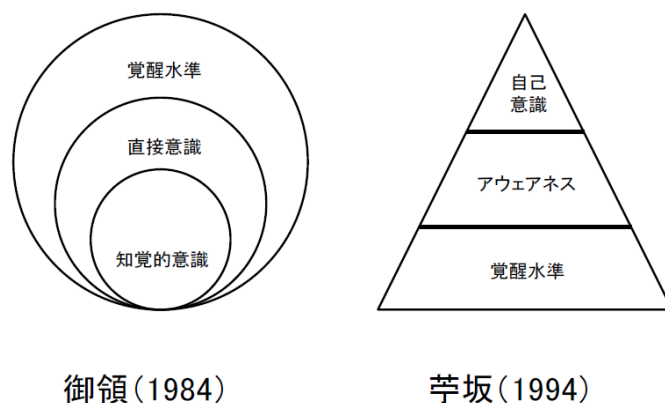 覚醒水準
直接意識
知覚的意識
自己
意識
アウェアネス
覚醒水準
御領(1984)
苧坂(1994)